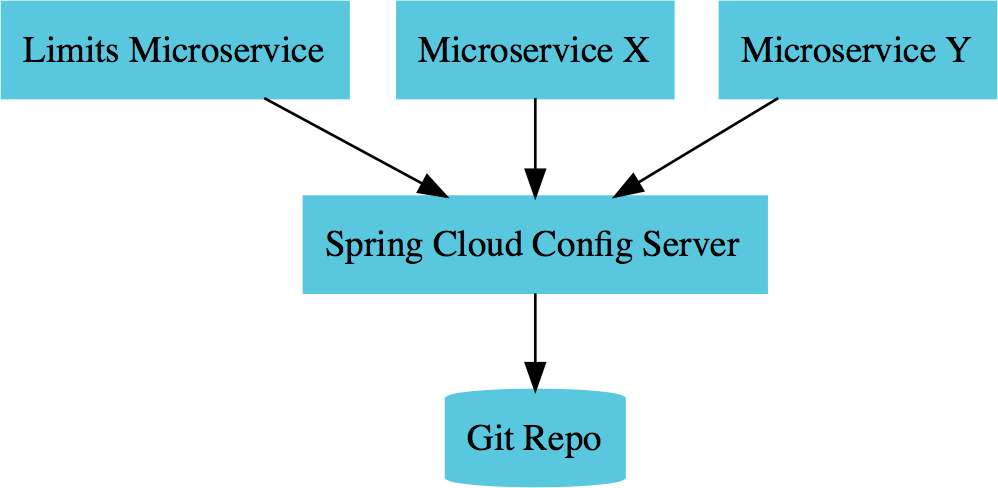 Limits Microservice
Microservice X
Microservice Y
Spring Cloud Config Server
Git Repo